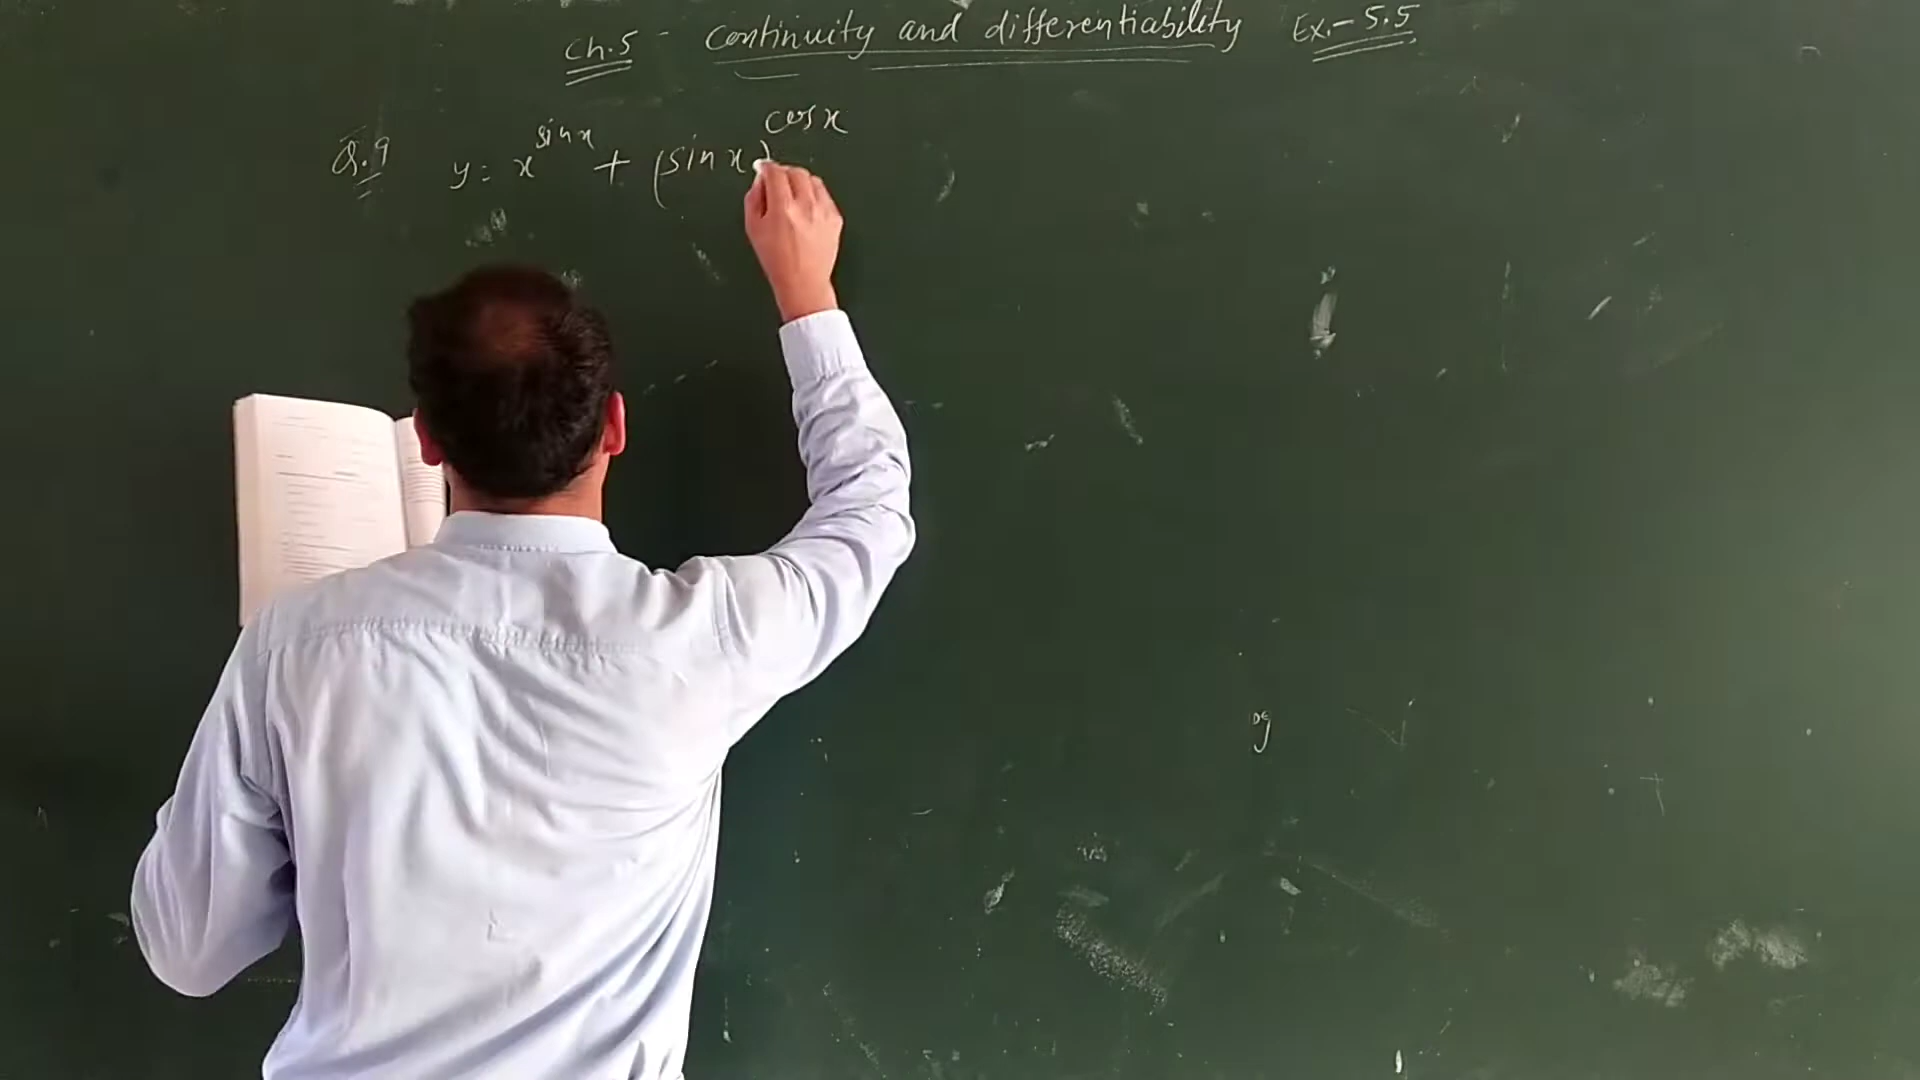 Ch.5 - Continuity and differentiability Ex.- 5.5
Q.9 y = x^sin x + (sin x)^cos x